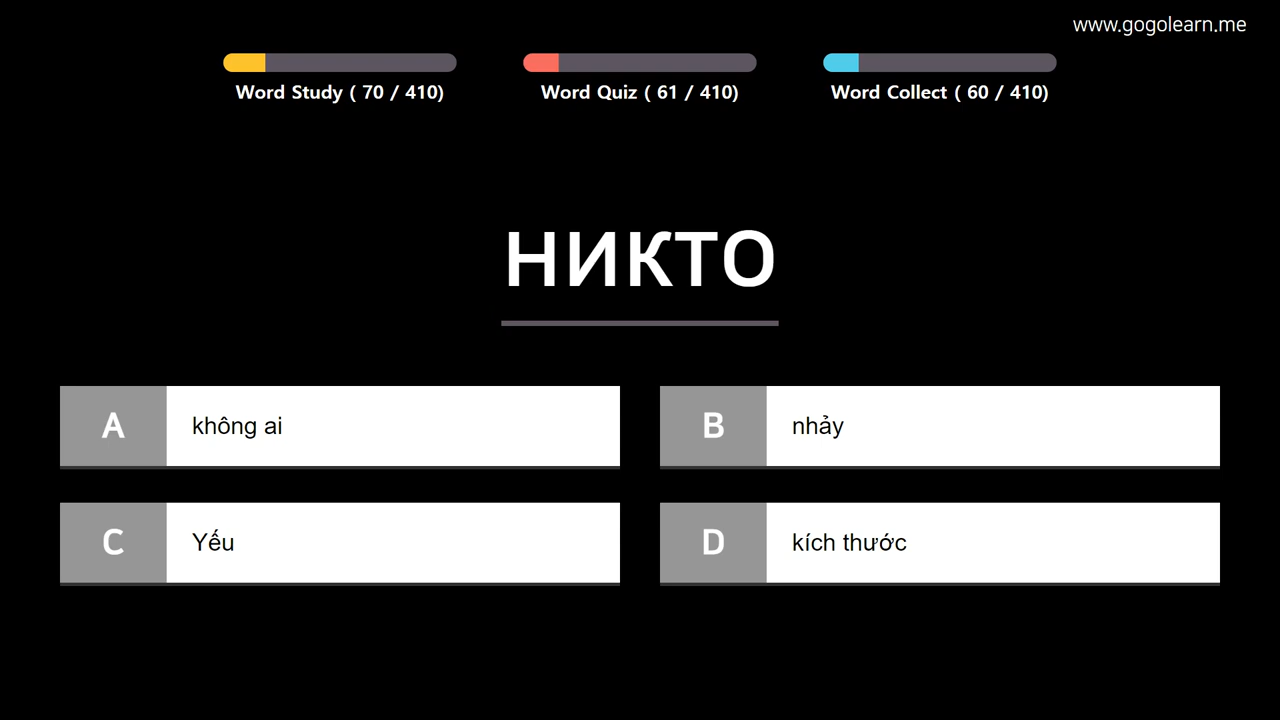 www.gogolearn.me
Word Study ( 70 / 410)
Word Quiz ( 61 / 410)
Word Collect ( 60 / 410)
никто
A
không ai
B
nhảy
C
Yếu
D
kích thước